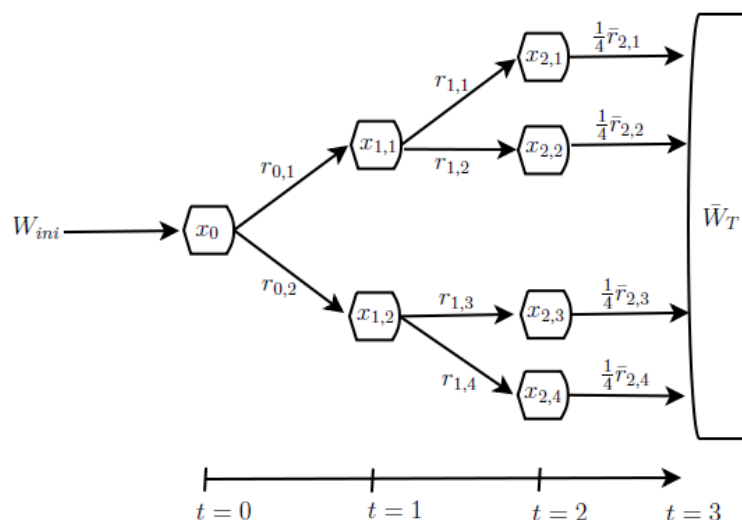 x_{2,1}
\frac{1}{4}\bar{r}_{2,1}
r_{1,1}
x_{1,1}
r_{1,2}
x_{2,2}
\frac{1}{4}\bar{r}_{2,2}
r_{0,1}
W_{ini}
x_0
\bar{W}_T
r_{0,2}
x_{1,2}
r_{1,3}
x_{2,3}
\frac{1}{4}\bar{r}_{2,3}
r_{1,4}
x_{2,4}
\frac{1}{4}\bar{r}_{2,4}
t = 0 t = 1 t = 2 t = 3